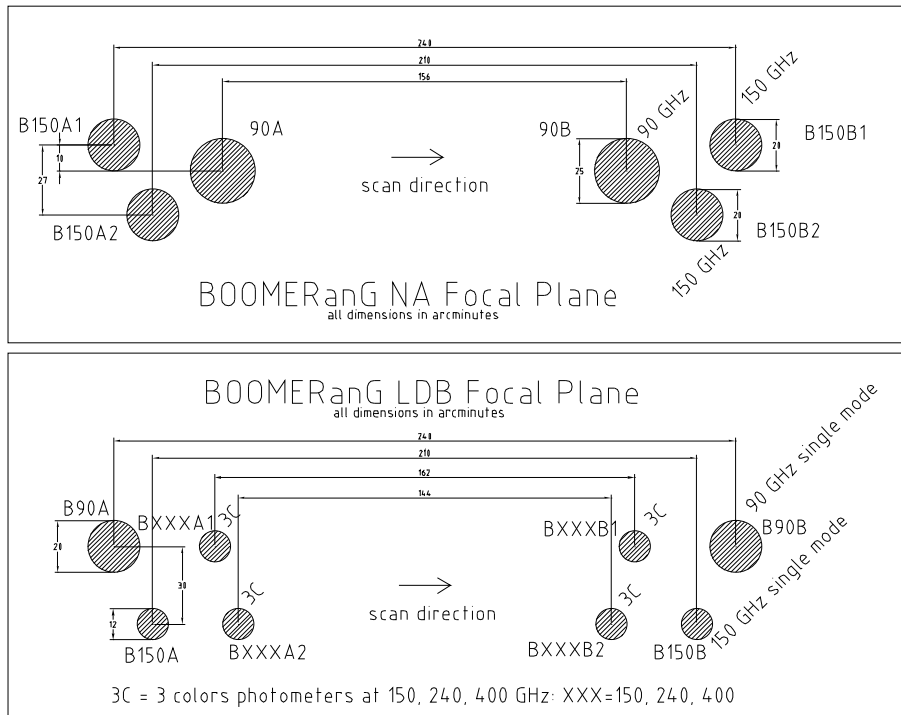 240
210
156
150 GHz
B150A1
90A
90B
90 GHz
B150B1
10
27
25
20
scan direction
B150A2
20
B150B2
150 GHz
BOOMERanG NA Focal Plane
all dimensions in arcminutes
BOOMERanG LDB Focal Plane
all dimensions in arcminutes
240
210
162
144
90 GHz single mode
B90A
BXXXA1
3C
BXXXB1
3C
B90B
20
30
3C
3C
150 GHz single mode
scan direction
12
B150A
BXXXA2
BXXXB2
B150B
3C = 3 colors photometers at 150, 240, 400 GHz: XXX=150, 240, 400